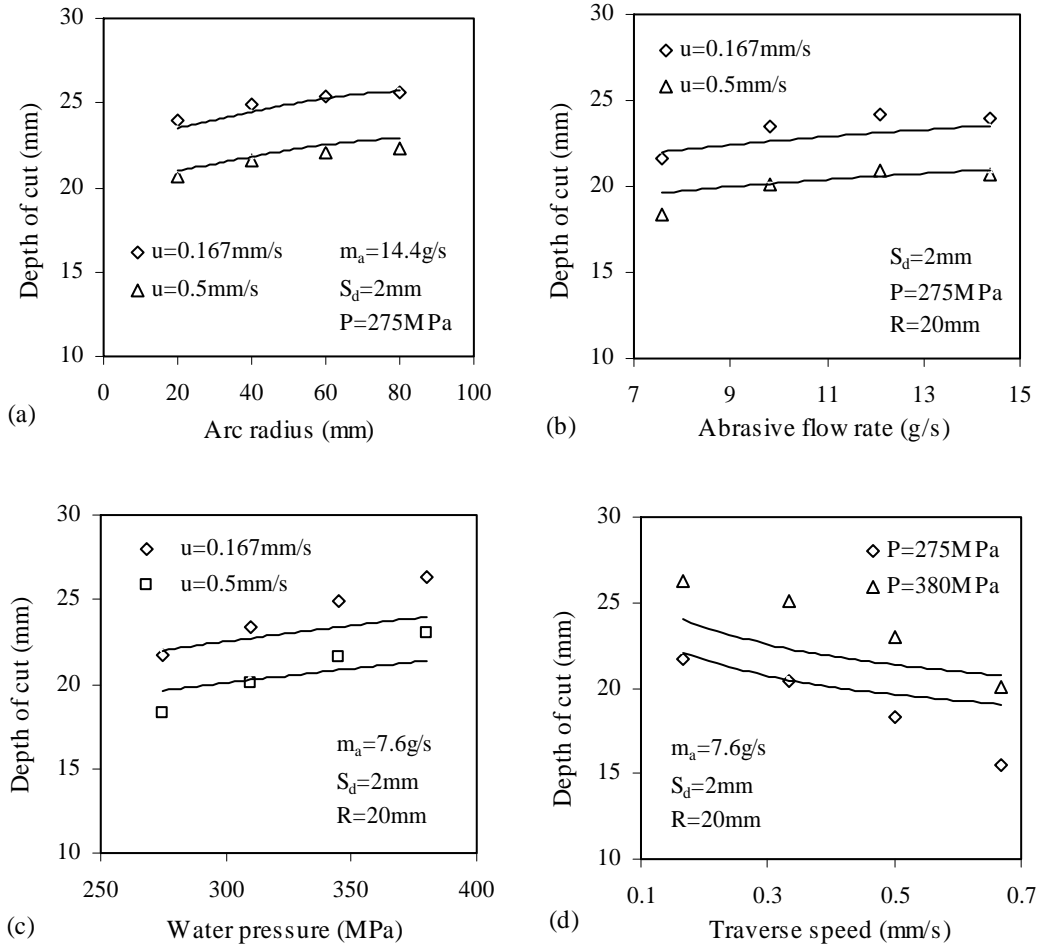 30
25
20
15
10
Depth of cut (mm)
u=0.167mm/s
u=0.5mm/s
mₐ=14.4g/s
S_d=2mm
P=275MPa
0 20 40 60 80 100
(a)
Arc radius (mm)
30
25
20
15
10
Depth of cut (mm)
u=0.167mm/s
u=0.5mm/s
S_d=2mm
P=275MPa
R=20mm
7 9 11 13 15
(b)
Abrasive flow rate (g/s)
30
25
20
15
10
Depth of cut (mm)
u=0.167mm/s
u=0.5mm/s
mₐ=7.6g/s
S_d=2mm
R=20mm
250 300 350 400
(c)
Water pressure (MPa)
30
25
20
15
10
Depth of cut (mm)
P=275MPa
P=380MPa
mₐ=7.6g/s
S_d=2mm
R=20mm
0.1 0.3 0.5 0.7
(d)
Traverse speed (mm/s)